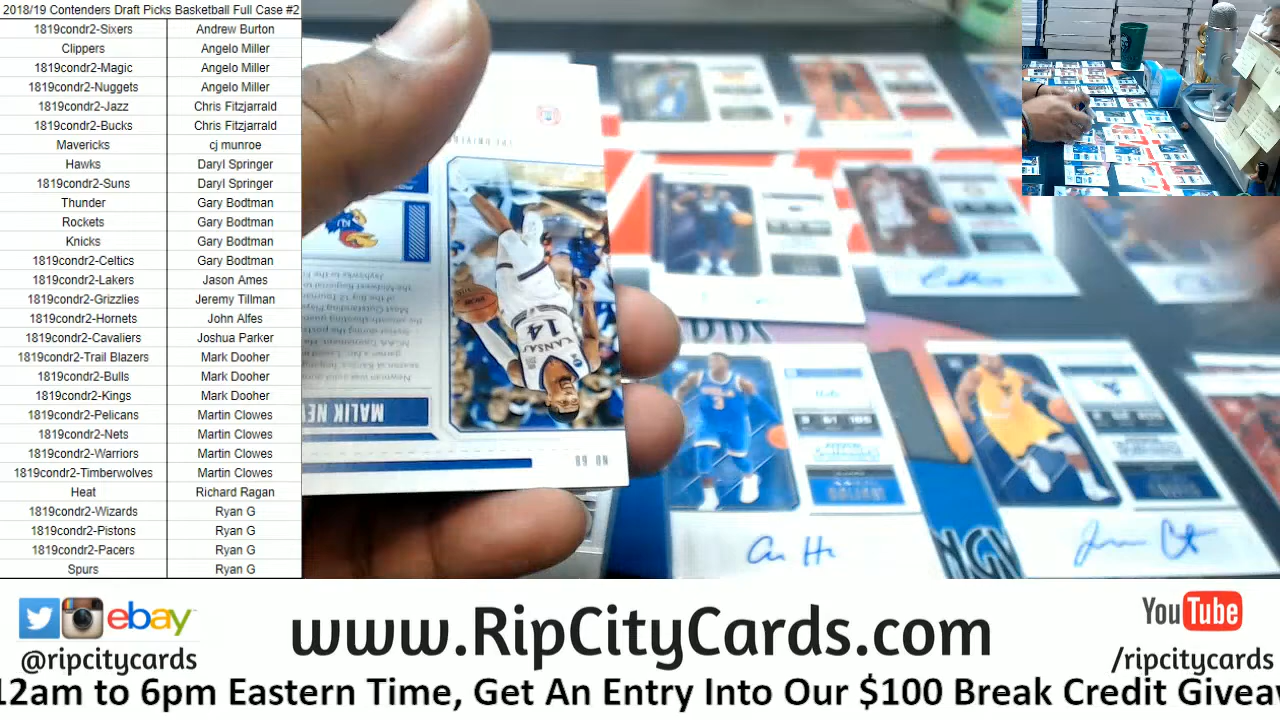 2018/19 Contenders Draft Picks Basketball Full Case #2
1819condr2-Sixers Andrew Burton
Clippers Angelo Miller
1819condr2-Magic Angelo Miller
1819condr2-Nuggets Angelo Miller
1819condr2-Jazz Chris Fitzjarrald
1819condr2-Bucks Chris Fitzjarrald
Mavericks cj munroe
Hawks Daryl Springer
1819condr2-Suns Daryl Springer
Thunder Gary Bodtman
Rockets Gary Bodtman
Knicks Gary Bodtman
1819condr2-Celtics Gary Bodtman
1819condr2-Lakers Jason Ames
1819condr2-Grizzlies Jeremy Tillman
1819condr2-Hornets John Alfes
1819condr2-Cavaliers Joshua Parker
1819condr2-Trail Blazers Mark Dooher
1819condr2-Bulls Mark Dooher
1819condr2-Kings Mark Dooher
1819condr2-Pelicans Martin Clowes
1819condr2-Nets Martin Clowes
1819condr2-Warriors Martin Clowes
1819condr2-Timberwolves Martin Clowes
Heat Richard Ragan
1819condr2-Wizards Ryan G
1819condr2-Pistons Ryan G
1819condr2-Pacers Ryan G
Spurs Ryan G
KANSAS
14
MALIK NE
NO. 68
3
ebay
@ripcitycards
www.RipCityCards.com
YouTube
/ripcitycards
12am to 6pm Eastern Time, Get An Entry Into Our $100 Break Credit Giveaw